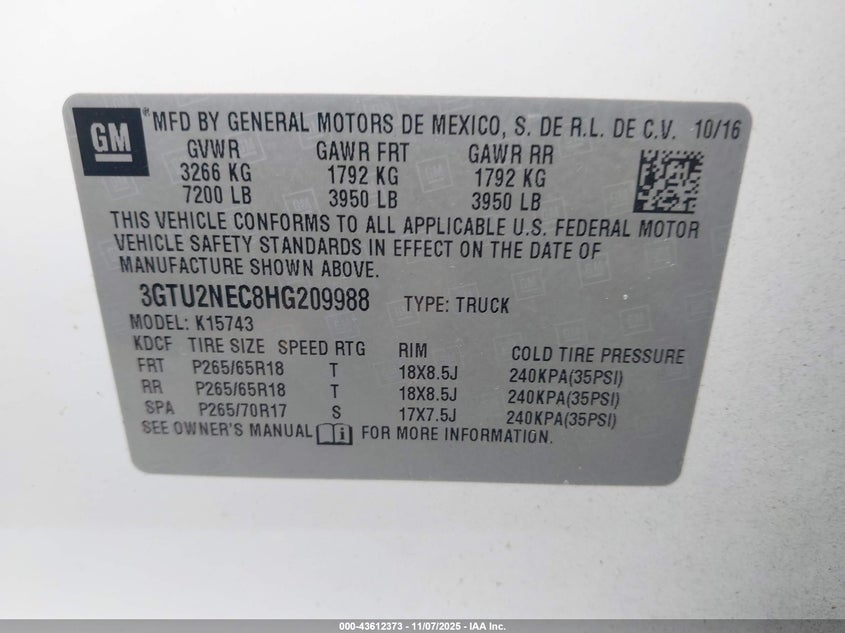 GM
® MFD BY GENERAL MOTORS DE MEXICO, S. DE R.L. DE C.V. 10/16
GVWR GAWR FRT GAWR RR
3266 KG 1792 KG 1792 KG
7200 LB 3950 LB 3950 LB
THIS VEHICLE CONFORMS TO ALL APPLICABLE U.S. FEDERAL MOTOR
VEHICLE SAFETY STANDARDS IN EFFECT ON THE DATE OF
MANUFACTURE SHOWN ABOVE.
3GTU2NEC8HG209988 TYPE: TRUCK
MODEL: K15743
KDCF TIRE SIZE SPEED RTG RIM COLD TIRE PRESSURE
FRT P265/65R18 T 18X8.5J 240KPA(35PSI)
RR P265/65R18 T 18X8.5J 240KPA(35PSI)
SPA P265/70R17 S 17X7.5J 240KPA(35PSI)
SEE OWNER'S MANUAL FOR MORE INFORMATION.
000-43612373 - 11/07/2025 - IAA Inc.